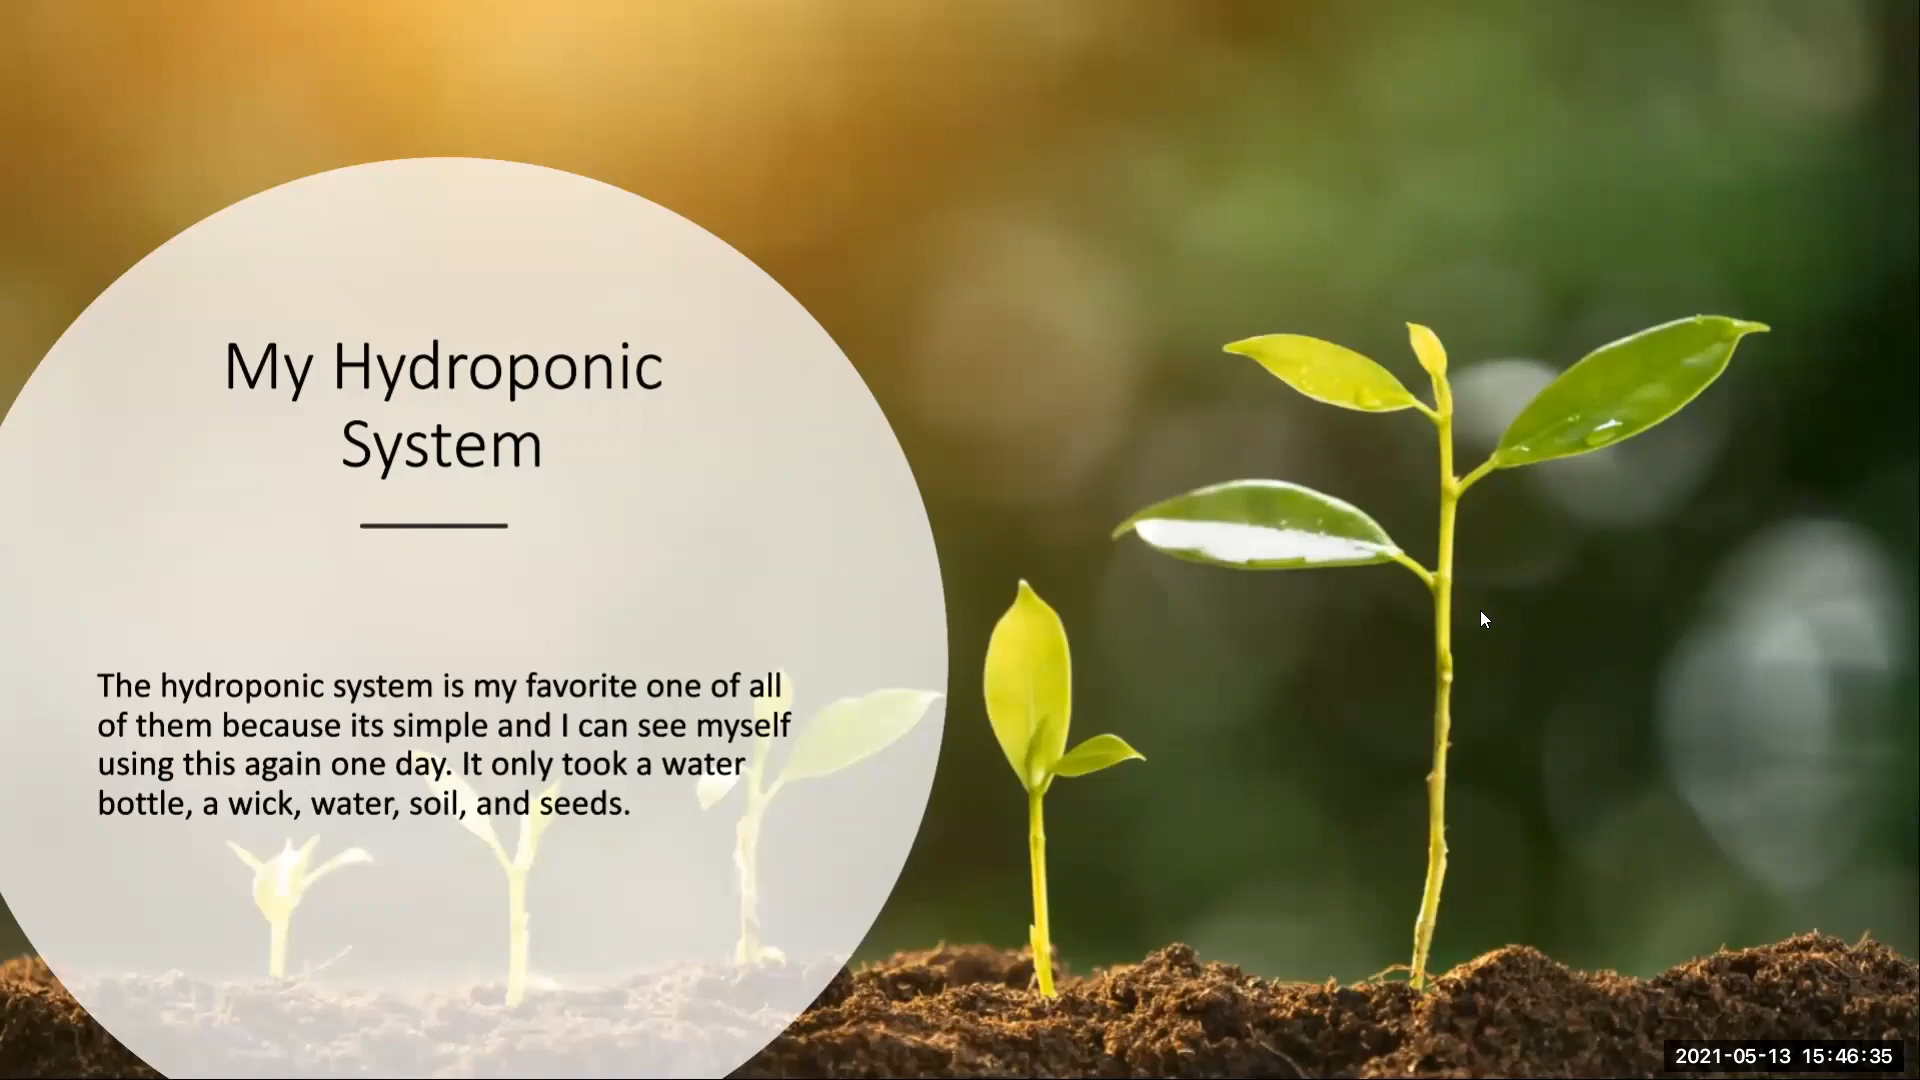 My Hydroponic
System
The hydroponic system is my favorite one of all
of them because its simple and I can see myself
using this again one day. It only took a water
bottle, a wick, water, soil, and seeds.
2021-05-13 15:46:35